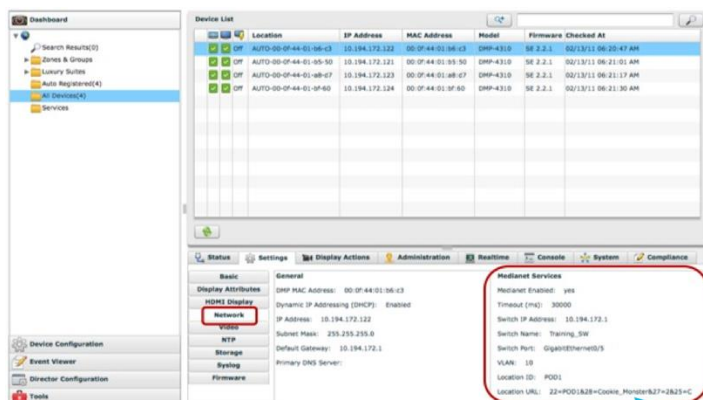 Dashboard
Search Results(0)
Zones & Groups
Luxury Suites
Auto Registered(4)
All Devices(4)
Services
Device Configuration
Event Viewer
Director Configuration
Tools
Device List
Location IP Address MAC Address Model Firmware Checked At
Off AUTO-00-0f-44-01-b6-c3 10.194.172.122 00:0f:44:01:b6:c3 DMP-4310 SE 2.2.1 02/13/11 06:20:47 AM
Off AUTO-00-0f-44-01-b5-50 10.194.172.121 00:0f:44:01:b5:50 DMP-4310 SE 2.2.1 02/13/11 06:21:01 AM
Off AUTO-00-0f-44-01-a8-d7 10.194.172.123 00:0f:44:01:a8:d7 DMP-4310 SE 2.2.1 02/13/11 06:21:17 AM
Off AUTO-00-0f-44-01-bf-60 10.194.172.124 00:0f:44:01:bf:60 DMP-4310 SE 2.2.1 02/13/11 06:21:30 AM
Status Settings Display Actions Administration Realtime Console System Compliance
Basic
Display Attributes
HDMI Display
Network
Video
NTP
Storage
Syslog
Firmware
General
DMP MAC Address: 00:0f:44:01:b6:c3
Dynamic IP Addressing (DHCP): Enabled
IP Address: 10.194.172.122
Subnet Mask: 255.255.255.0
Default Gateway: 10.194.172.1
Primary DNS Server:
Medianet Services
Medianet Enabled: yes
Timeout (ms): 30000
Switch IP Address: 10.194.172.1
Switch Name: Training_SW
Switch Port: GigabitEthernet0/5
VLAN: 10
Location ID: POD1
Location URL: 22=POD1&28=Cookie_Monster&27=2&25=C